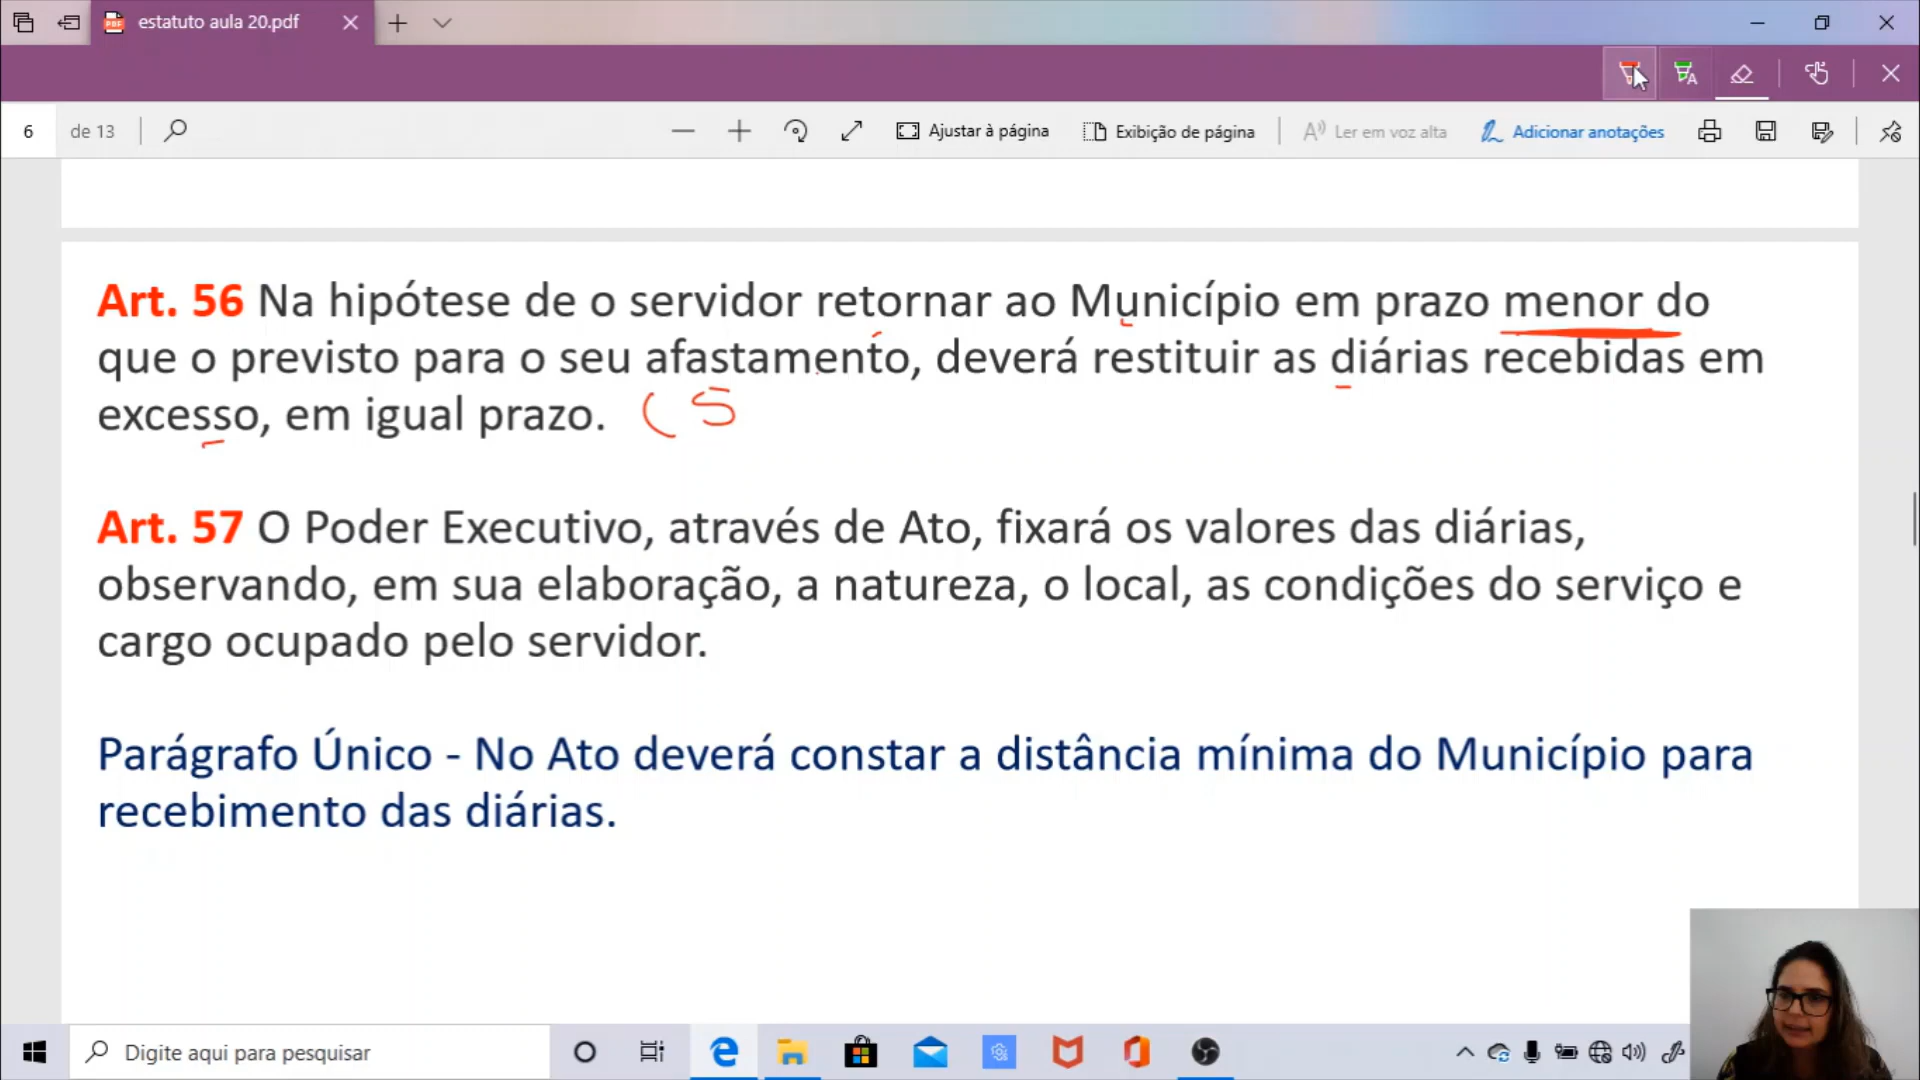 estatuto aula 20.pdf
6 de 13
Ajustar à página
Exibição de página
Ler em voz alta
Adicionar anotações
Art. 56 Na hipótese de o servidor retornar ao Município em prazo menor do
que o previsto para o seu afastamento, deverá restituir as diárias recebidas em
excesso, em igual prazo. ( 5
Art. 57 O Poder Executivo, através de Ato, fixará os valores das diárias,
observando, em sua elaboração, a natureza, o local, as condições do serviço e
cargo ocupado pelo servidor.
Parágrafo Único - No Ato deverá constar a distância mínima do Município para
recebimento das diárias.
Digite aqui para pesquisar